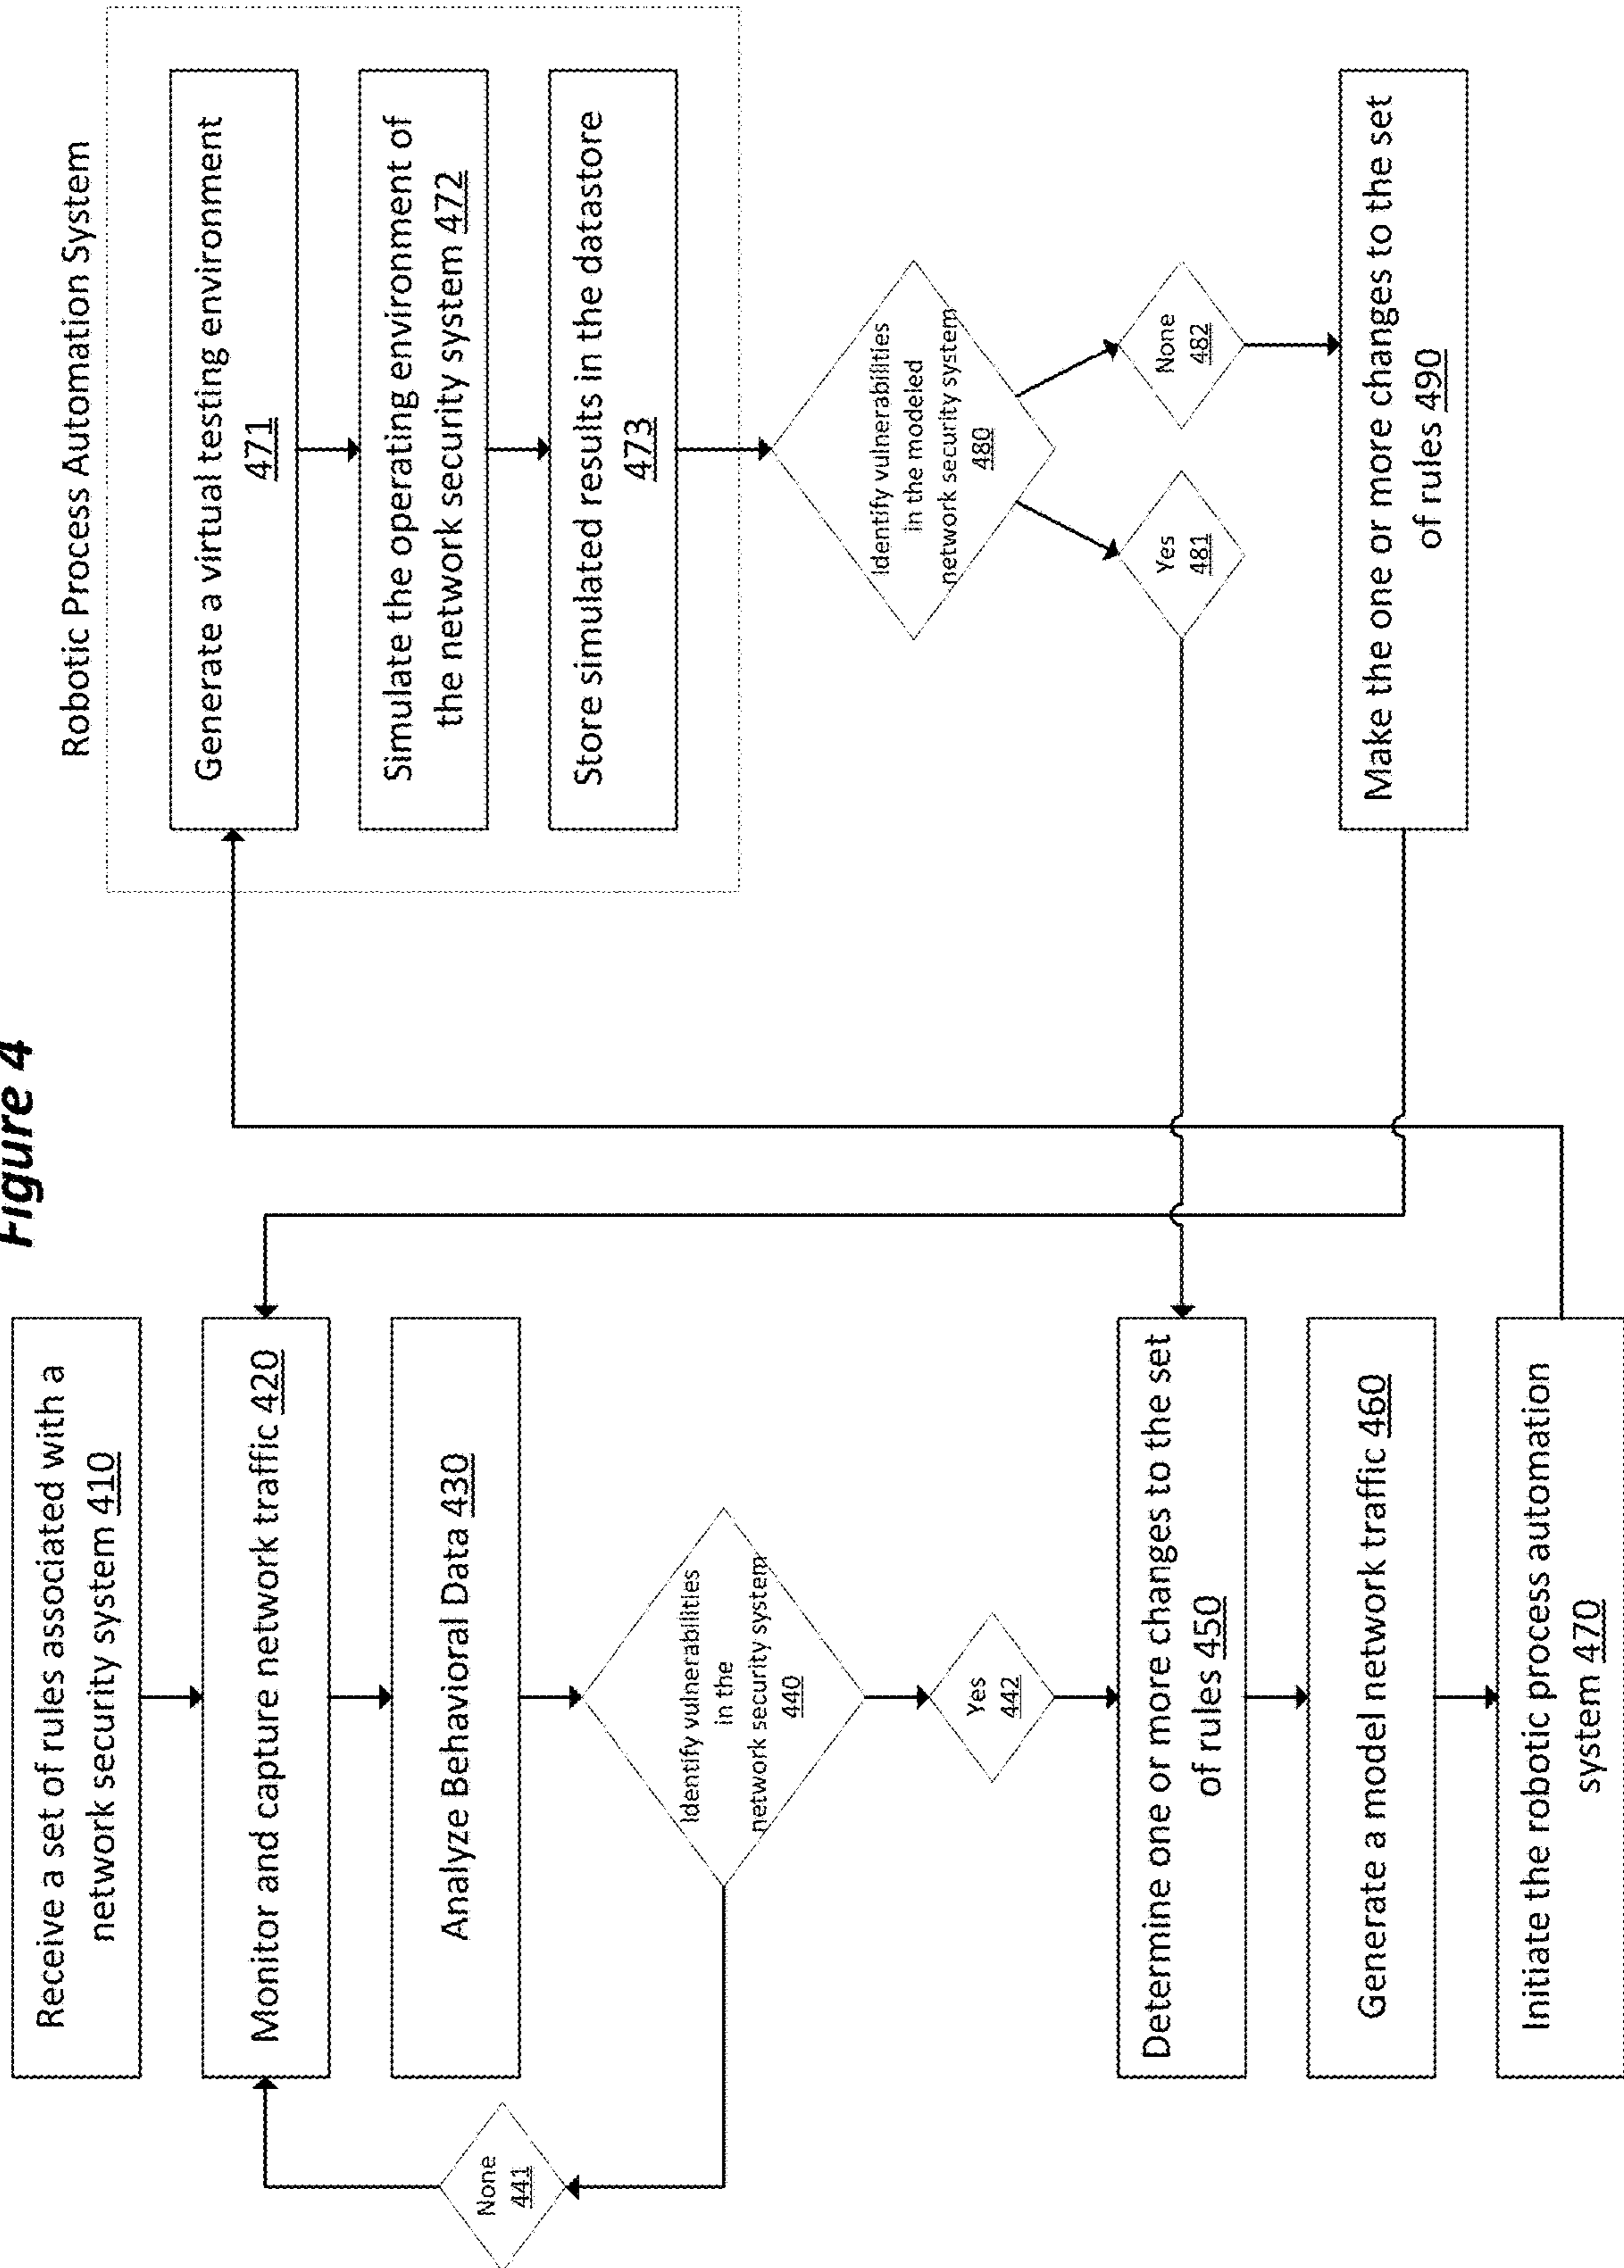 Figure 4
Receive a set of rules associated with a
network security system 410
Monitor and capture network traffic 420
Analyze Behavioral Data 430
Identify vulnerabilities
in the
network security system
440
None
441
Yes
442
Determine one or more changes to the set
of rules 450
Generate a model network traffic 460
Initiate the robotic process automation
system 470
Robotic Process Automation System
Generate a virtual testing environment
471
Simulate the operating environment of
the network security system 472
Store simulated results in the datastore
473
Identify vulnerabilities
in the modeled
network security system
480
Yes
481
None
482
Make the one or more changes to the set
of rules 490